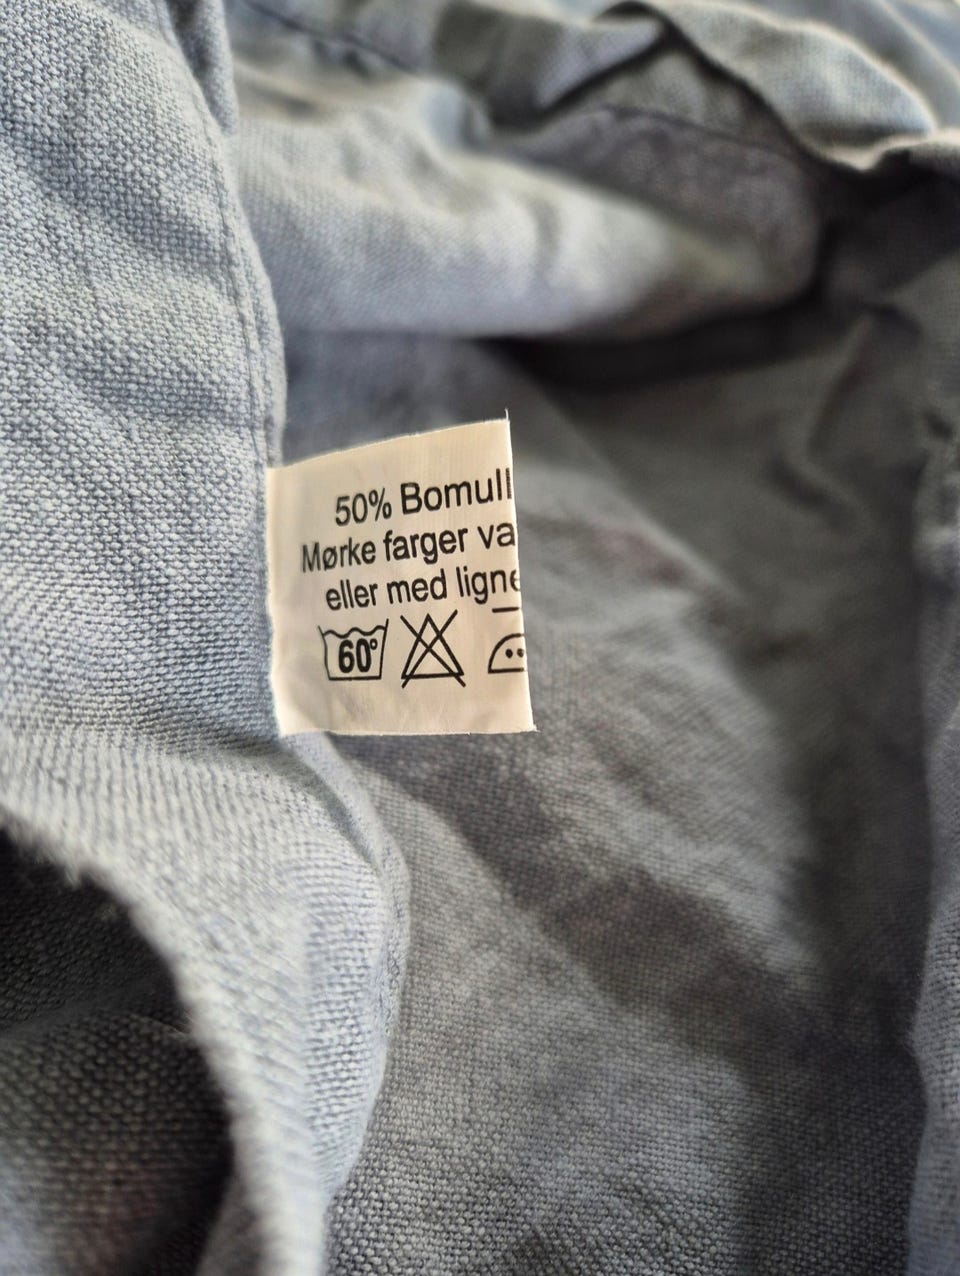 50% Bomull
Mørke farger va
eller med ligne
60°